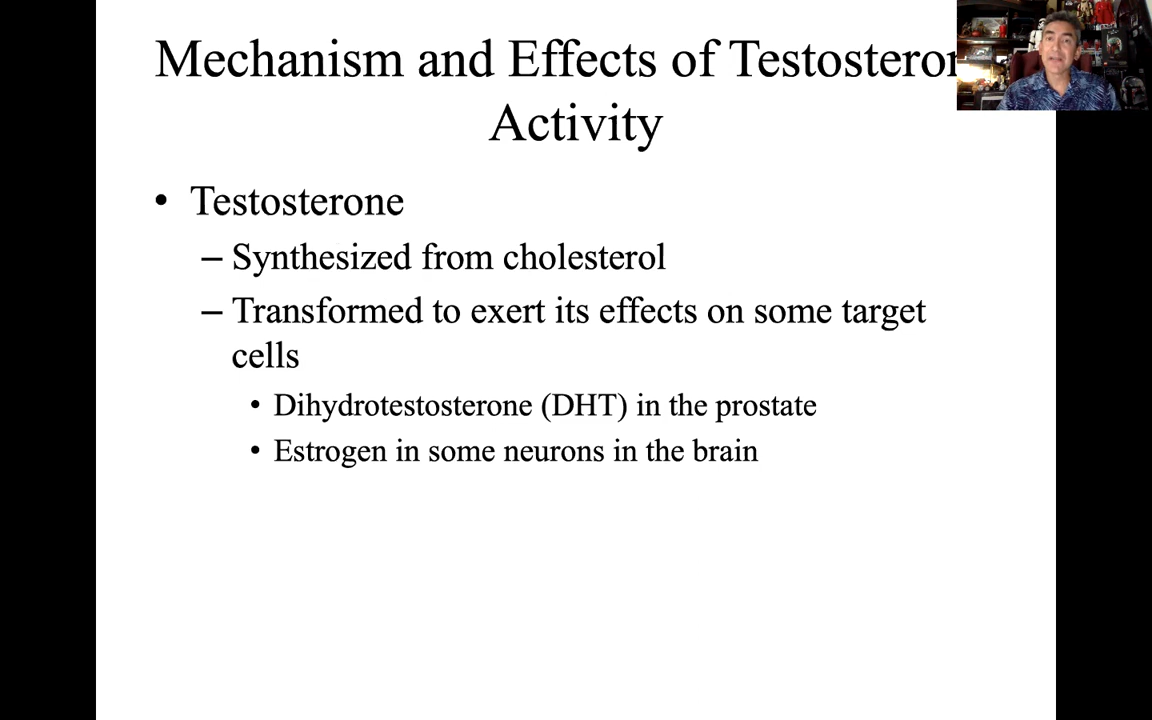 Mechanism and Effects of Testosteron
Activity
• Testosterone
– Synthesized from cholesterol
– Transformed to exert its effects on some target
cells
• Dihydrotestosterone (DHT) in the prostate
• Estrogen in some neurons in the brain